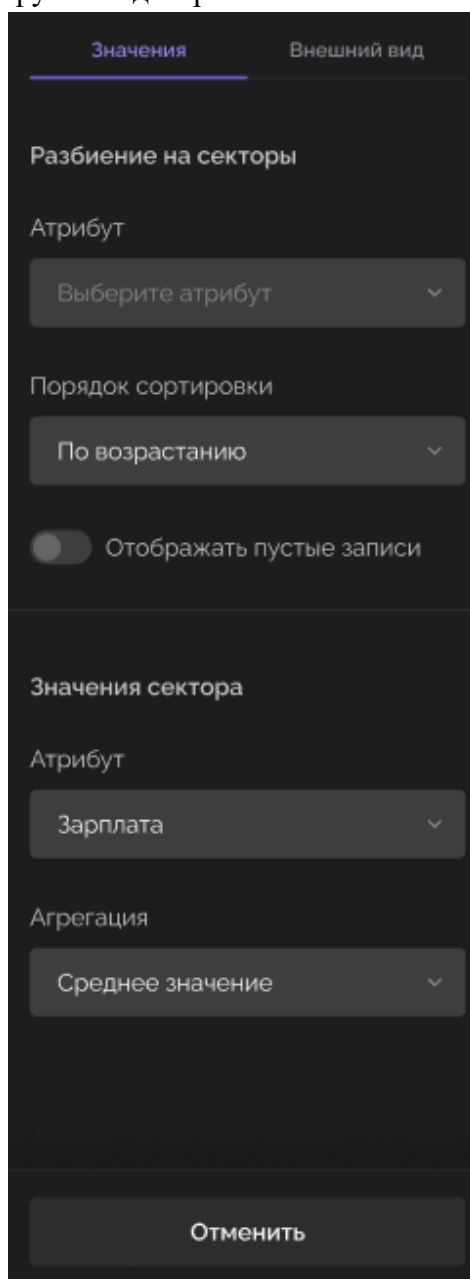 Значения Внешний вид
Разбиение на секторы
Атрибут
Выберите атрибут
Порядок сортировки
По возрастанию
Отображать пустые записи
Значения сектора
Атрибут
Зарплата
Агрегация
Среднее значение
Отменить